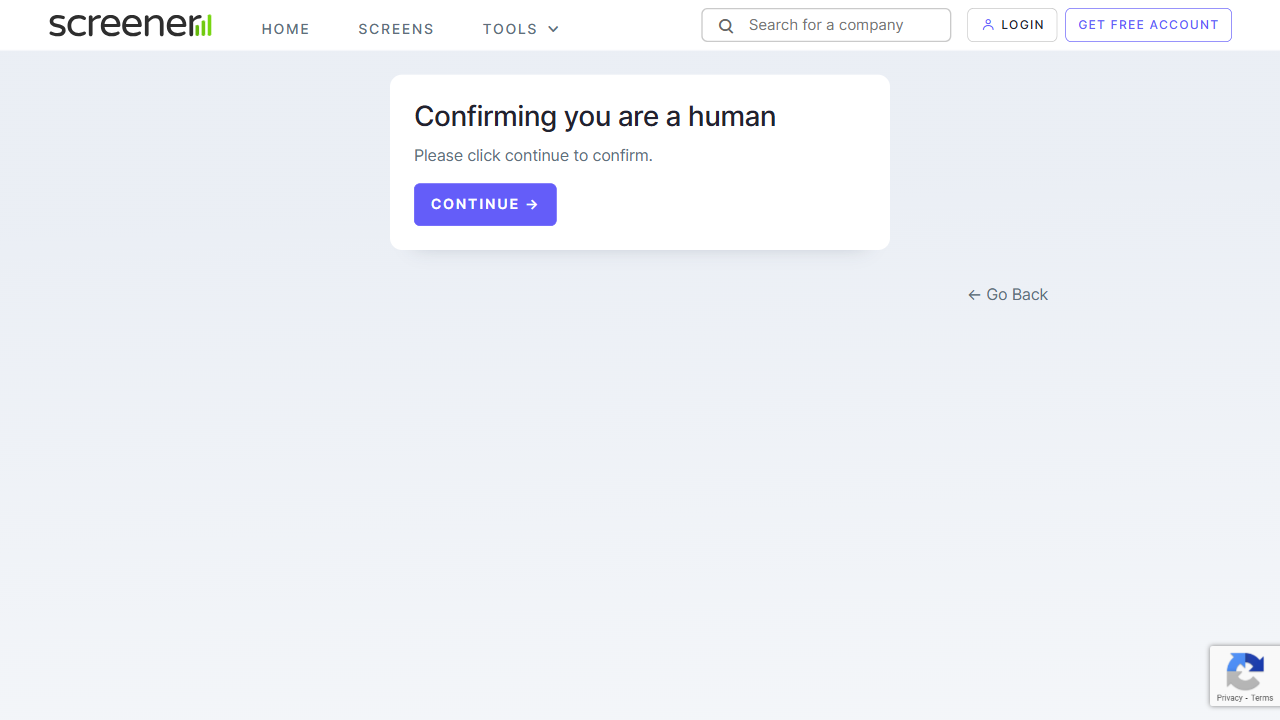 screener
HOME
SCREENS
TOOLS
Search for a company
LOGIN
GET FREE ACCOUNT
Confirming you are a human
Please click continue to confirm.
CONTINUE →
← Go Back
Privacy - Terms